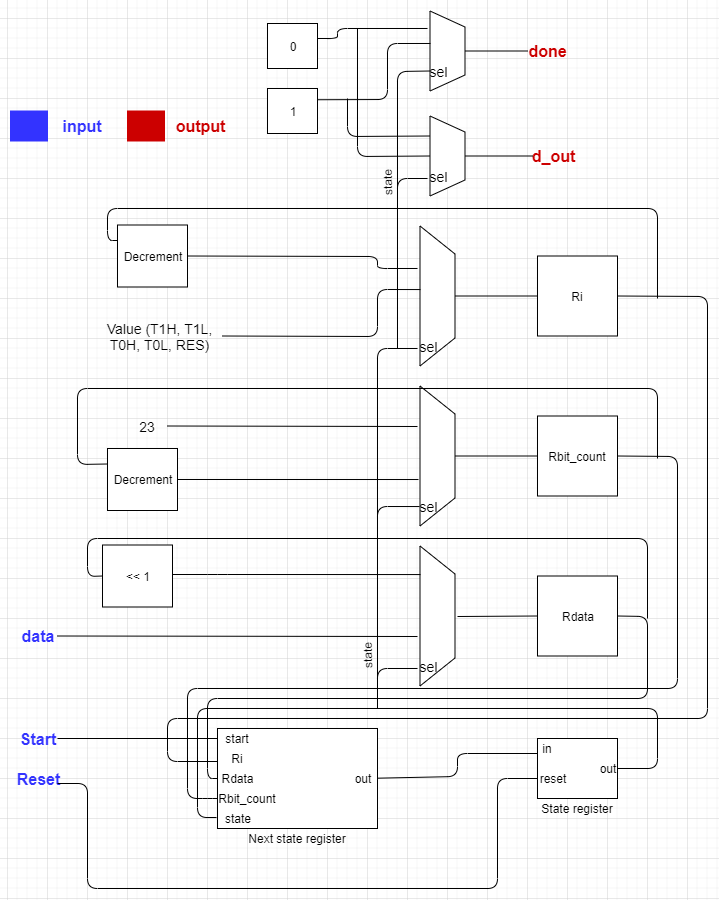 0
sel
done
1
input
output
sel
d_out
state
Decrement
Ri
Value (T1H, T1L,
T0H, T0L, RES)
sel
23
Rbit_count
Decrement
sel
<< 1
Rdata
data
state
sel
Start
start
Ri
Reset
Rdata
out
Rbit_count
state
Next state register
in
reset
out
State register